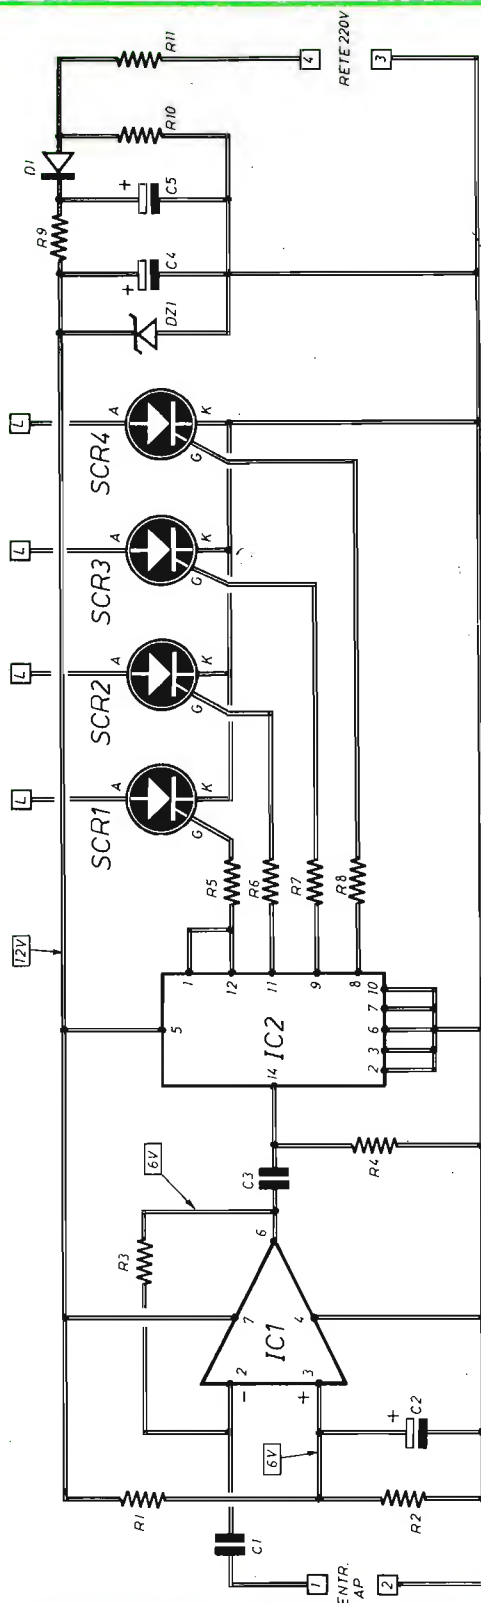 R11
4
RETE 220V
3
D1
R10
R9
+
C5
+
C4
DZ1
L
L
L
L
A
A
A
A
SCR4
SCR3
SCR2
SCR1
G
K
G
K
G
K
G
K
12V
R5
R6
R7
R8
1
12
11
9
8
5
IC2
14
2
3
6
7
10
6V
R3
C3
R4
6
7
IC1
4
2
-
3
+
6V
+
C2
R1
R2
C1
1
ENTR.
AP
2